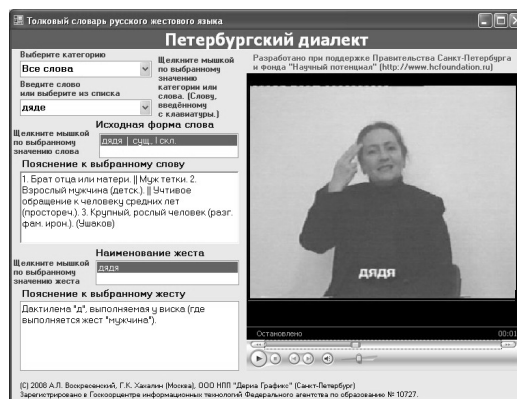 Толковый словарь русского жестового языка
Петербургский диалект
Выберите категорию
Все слова
Введите слово
или выберите из списка
дяде
Щелкните мышкой
по выбранному
значению
категории или
слова. (Слову,
введённому
с клавиатуры.)
Разработано при поддержке Правительства Санкт-Петербурга
и фонда "Научный потенциал" (http://www.hcfoundation.ru)
Исходная форма слова
Щелкните мышкой
по выбранному
значению слова
дядя | сущ., I скл.
Пояснение к выбранному слову
1. Брат отца или матери. || Муж тетки. 2.
Взрослый мужчина (детск.). || Учтивое
обращение к человеку средних лет
(простореч.). 3. Крупный, рослый человек (разг.
фам. ирон.). (Ушаков)
Наименование жеста
Щелкните мышкой
по выбранному
значению жеста
дядя
Пояснение к выбранному жесту
Дактилема "д", выполняемая у виска (где
выполняется жест "мужчина").
дядя
Остановлено
00:01
(C) 2008 А.Л. Воскресенский, Г.К. Хахалин (Москва), ООО НПП "Дериа Графикс" (Санкт-Петербург)
Зарегистрировано в Госкоорцентре информационных технологий Федерального агентства по образованию № 10727.